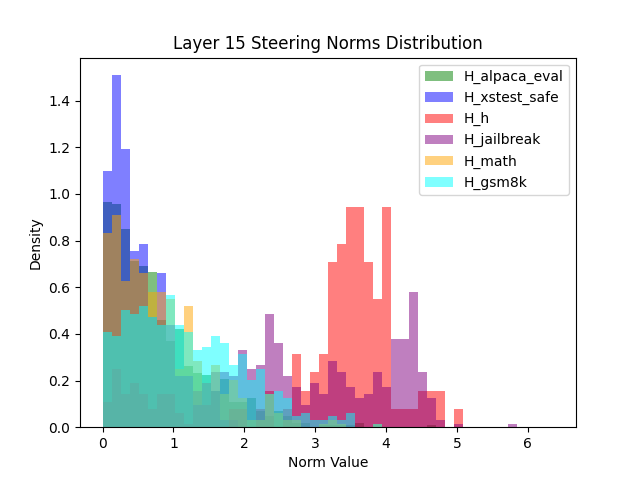 Layer 15 Steering Norms Distribution
H_alpaca_eval
H_xstest_safe
H_h
H_jailbreak
H_math
H_gsm8k
Density
1.4
1.2
1.0
0.8
0.6
0.4
0.2
0.0
0 1 2 3 4 5 6
Norm Value